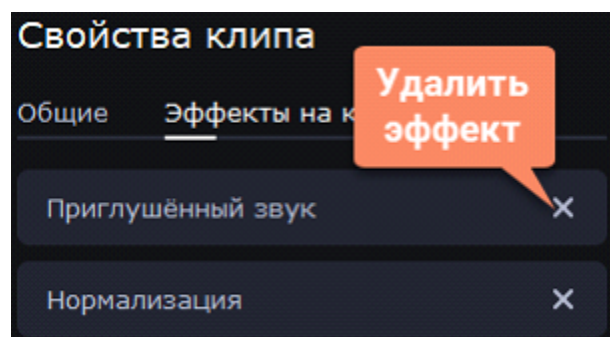 Свойства клипа
Удалить
эффект
Общие Эффекты на к
Приглушённый звук
Нормализация